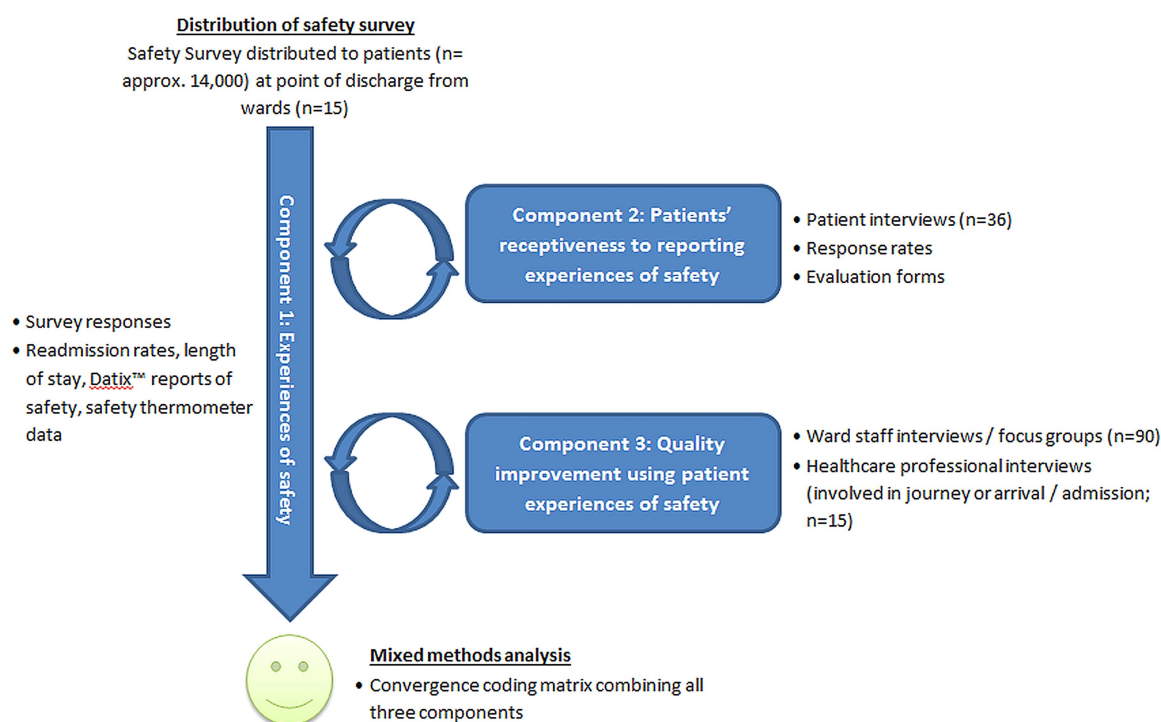 Distribution of safety survey
Safety Survey distributed to patients (n=
approx. 14,000) at point of discharge from
wards (n=15)
Component 1: Experiences of safety
• Survey responses
• Readmission rates, length
of stay, Datix™ reports of
safety, safety thermometer
data
Component 2: Patients’
receptiveness to reporting
experiences of safety
• Patient interviews (n=36)
• Response rates
• Evaluation forms
Component 3: Quality
improvement using patient
experiences of safety
• Ward staff interviews / focus groups (n=90)
• Healthcare professional interviews
(involved in journey or arrival / admission;
n=15)
Mixed methods analysis
• Convergence coding matrix combining all
three components